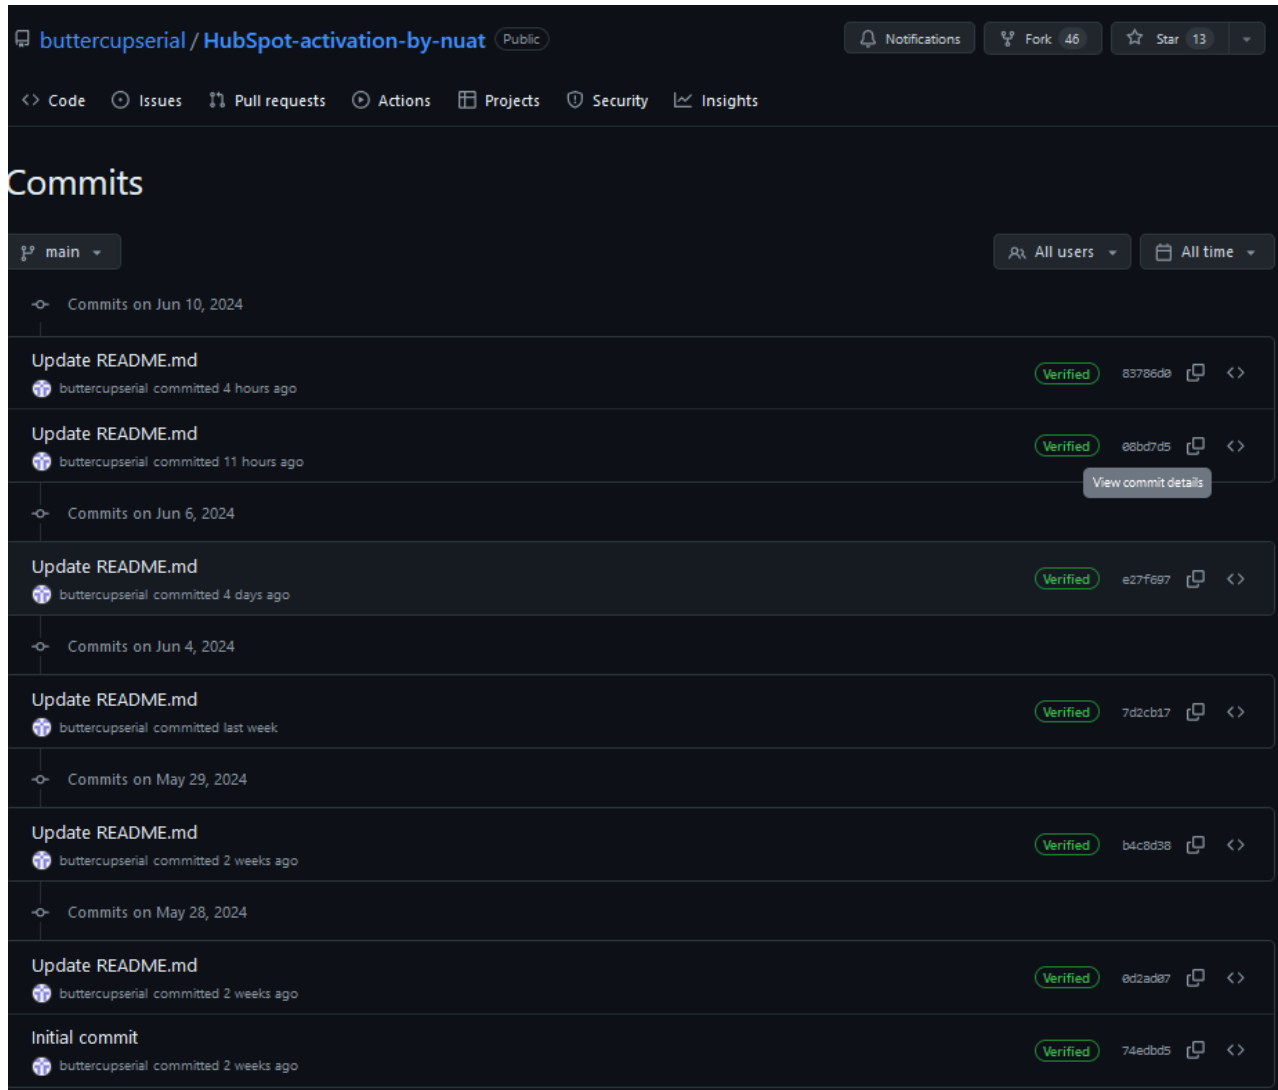 buttercupserial / HubSpot-activation-by-nuat Public Notifications Fork 46 Star 13
Code Issues Pull requests Actions Projects Security Insights
Commits
main All users All time
Commits on Jun 10, 2024
Update README.md
buttercupserial committed 4 hours ago
Verified 83786d0
Update README.md
buttercupserial committed 11 hours ago
Verified 08bd7d5
View commit details
Commits on Jun 6, 2024
Update README.md
buttercupserial committed 4 days ago
Verified e27f697
Commits on Jun 4, 2024
Update README.md
buttercupserial committed last week
Verified 7d2cb17
Commits on May 29, 2024
Update README.md
buttercupserial committed 2 weeks ago
Verified b4c8d38
Commits on May 28, 2024
Update README.md
buttercupserial committed 2 weeks ago
Verified 0d2ad07
Initial commit
buttercupserial committed 2 weeks ago
Verified 74edbd5